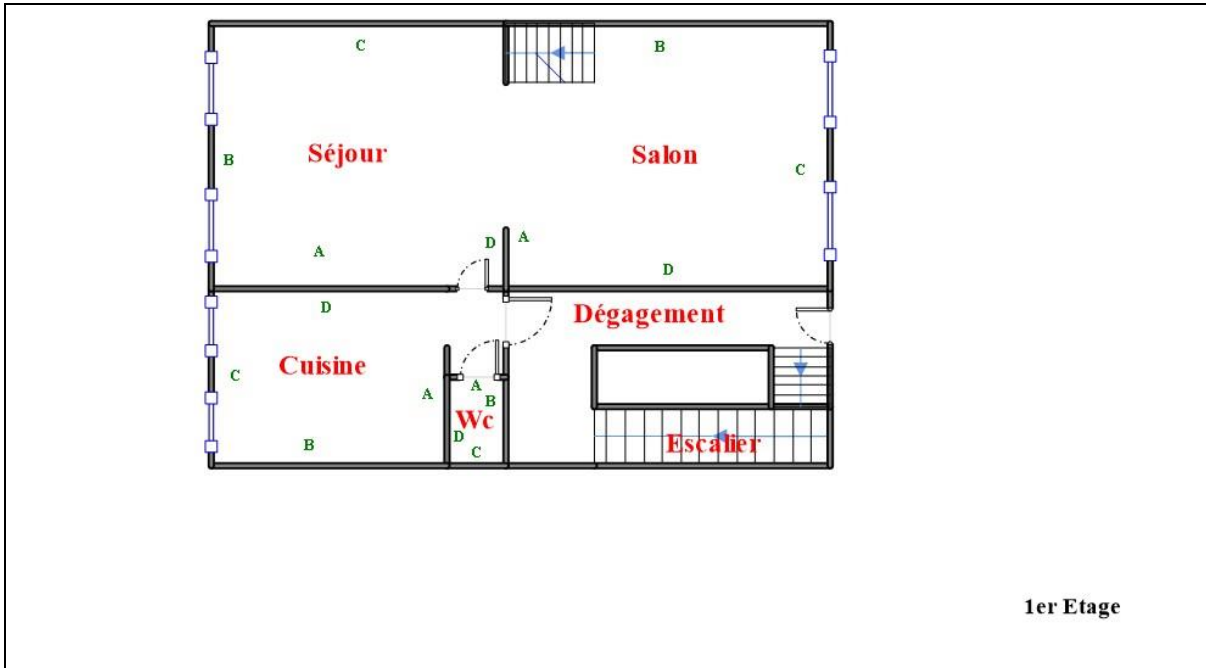 C
B
Séjour
Salon
B
C
A
D
A
D
D
Dégagement
Cuisine
C
A
A
B
Wc
D
Escalier
B
C
1er Etage